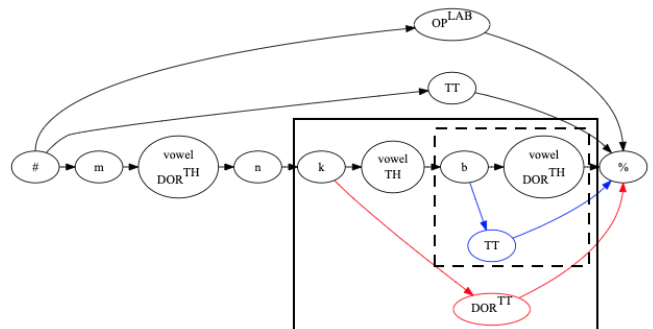 OP^LAB
TT
# m vowel n k vowel b vowel %
DOR^TH TH DOR^TH
TT
DOR^TT